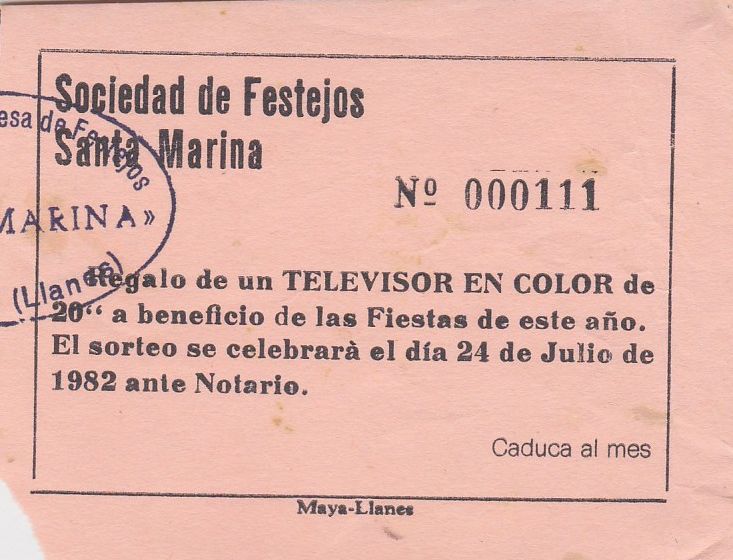 Sociedad de Festejos
Santa Marina
esa de Festejos
MARINA»
(Llanes)
Nº 000111
Regalo de un TELEVISOR EN COLOR de
20“ a beneficio de las Fiestas de este año.
El sorteo se celebrarà el día 24 de Julio de
1982 ante Notario.
Caduca al mes
Maya-Llanes